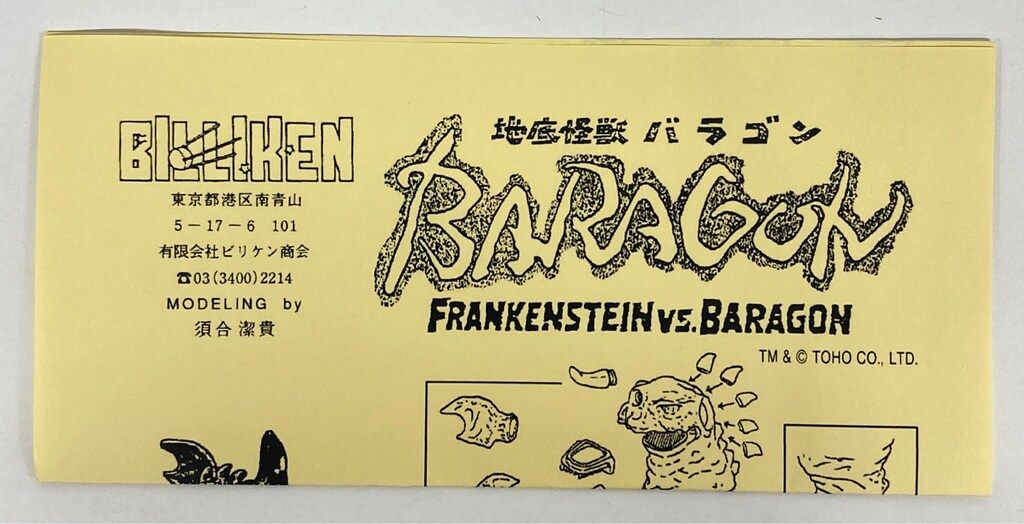 BILLIKEN
東京都港区南青山
5－17－6 101
有限会社ビリケン商会
☎03(3400)2214
MODELING by
須合 潔貴
地底怪獣 バラゴン
BARAGON
FRANKENSTEIN VS. BARAGON
TM & © TOHO CO., LTD.